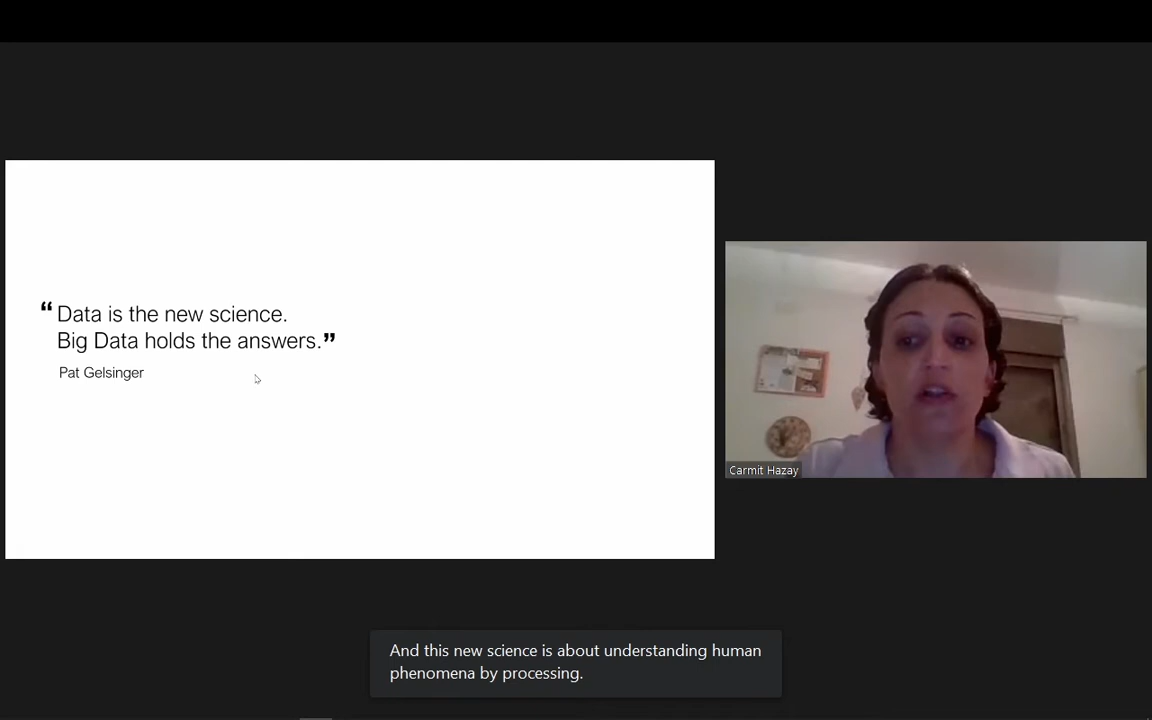 “Data is the new science.
Big Data holds the answers.”
Pat Gelsinger
Carmit Hazay
And this new science is about understanding human
phenomena by processing.